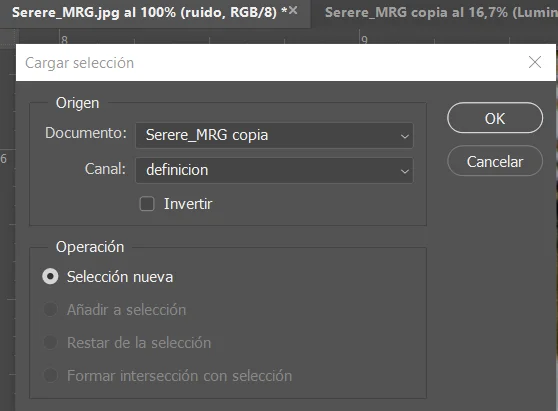 Serere_MRG.jpg al 100% (ruido, RGB/8) *
Serere_MRG copia al 16,7% (Lumin
8
9
Cargar selección
Origen
OK
Documento: Serere_MRG copia
6
Canal: definicion
Cancelar
Invertir
Operación
Selección nueva
Añadir a selección
Restar de la selección
Formar intersección con selección